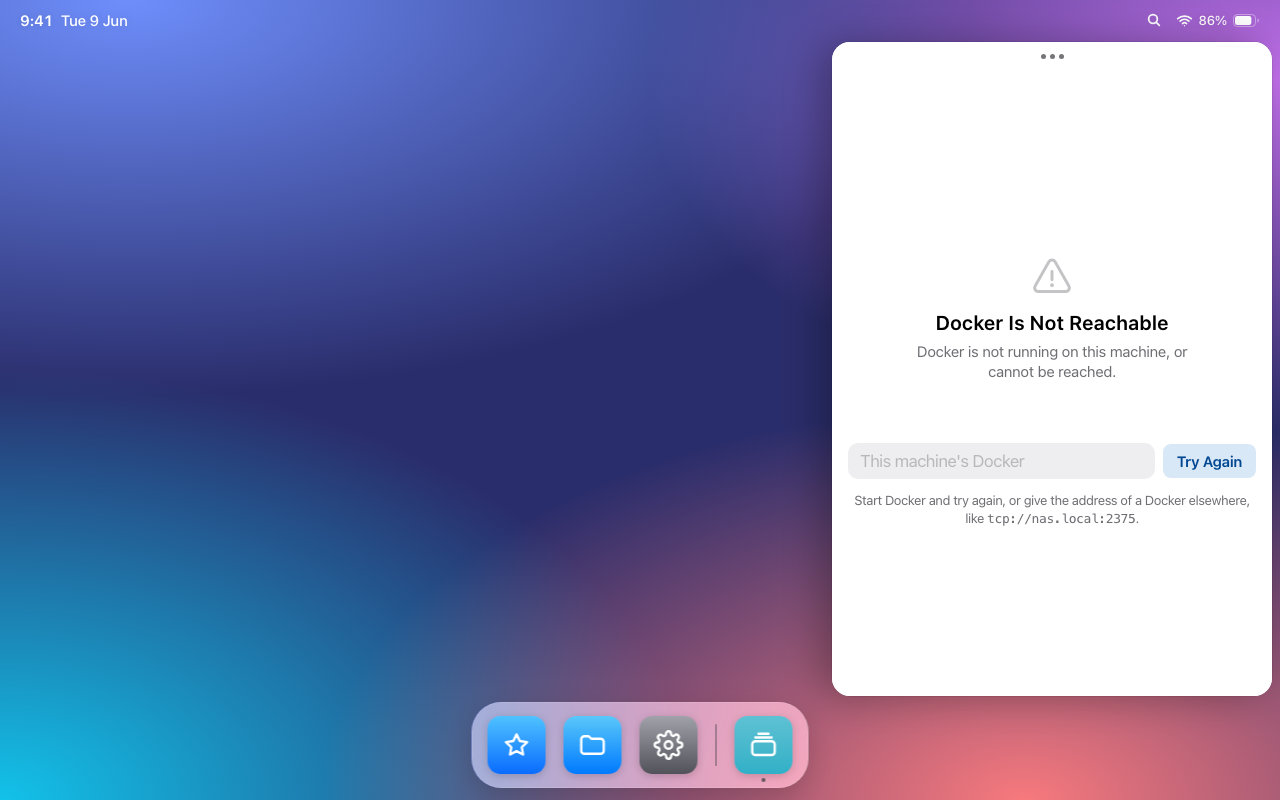 9:41 Tue 9 Jun
86%
Docker Is Not Reachable
Docker is not running on this machine, or
cannot be reached.
This machine's Docker
Try Again
Start Docker and try again, or give the address of a Docker elsewhere,
like tcp://nas.local:2375.